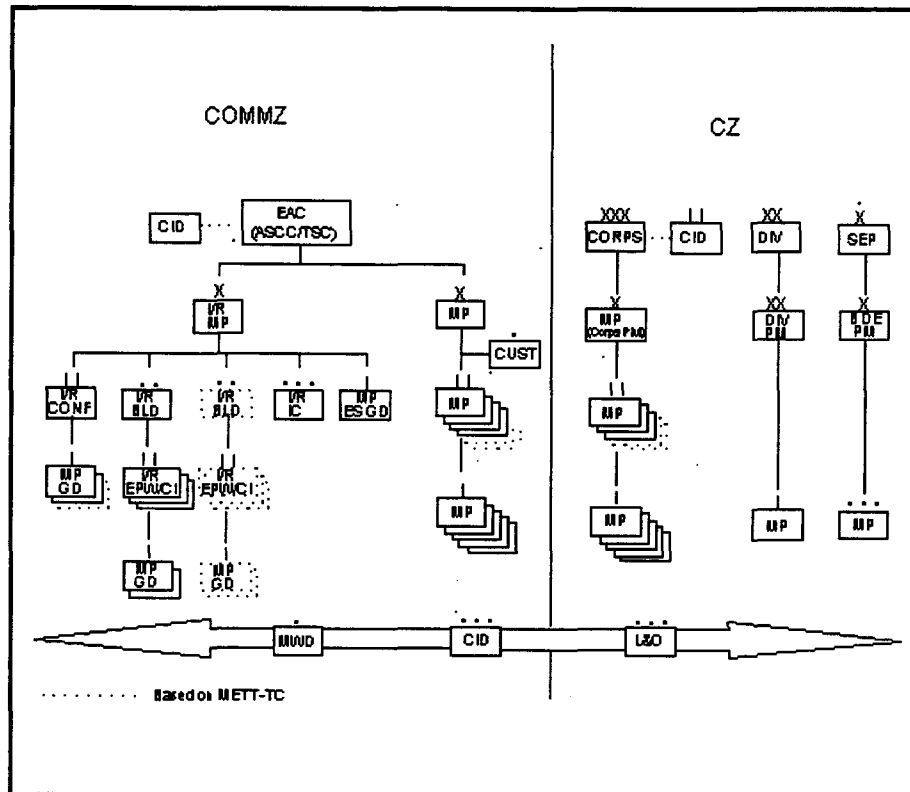 COMMZ
CZ
CID
EAC
(ASCC/TSC)
XXX
CORPS
CID
XX
DIV
X
SEP
X
I/R
MP
X
MP
X
MP
(Corps PM)
XX
DIV
PM
X
BDE
PM
CUST
I/R
CONF
I/R
BLD
I/R
BLD
I/R
IC
MP
ESGD
MP
MP
MP
GD
I/R
EPW/CI
I/R
EPW/CI
MP
MP
MP
MP
MP
GD
MP
GD
MWD
CID
L&O
Based on METT-TC